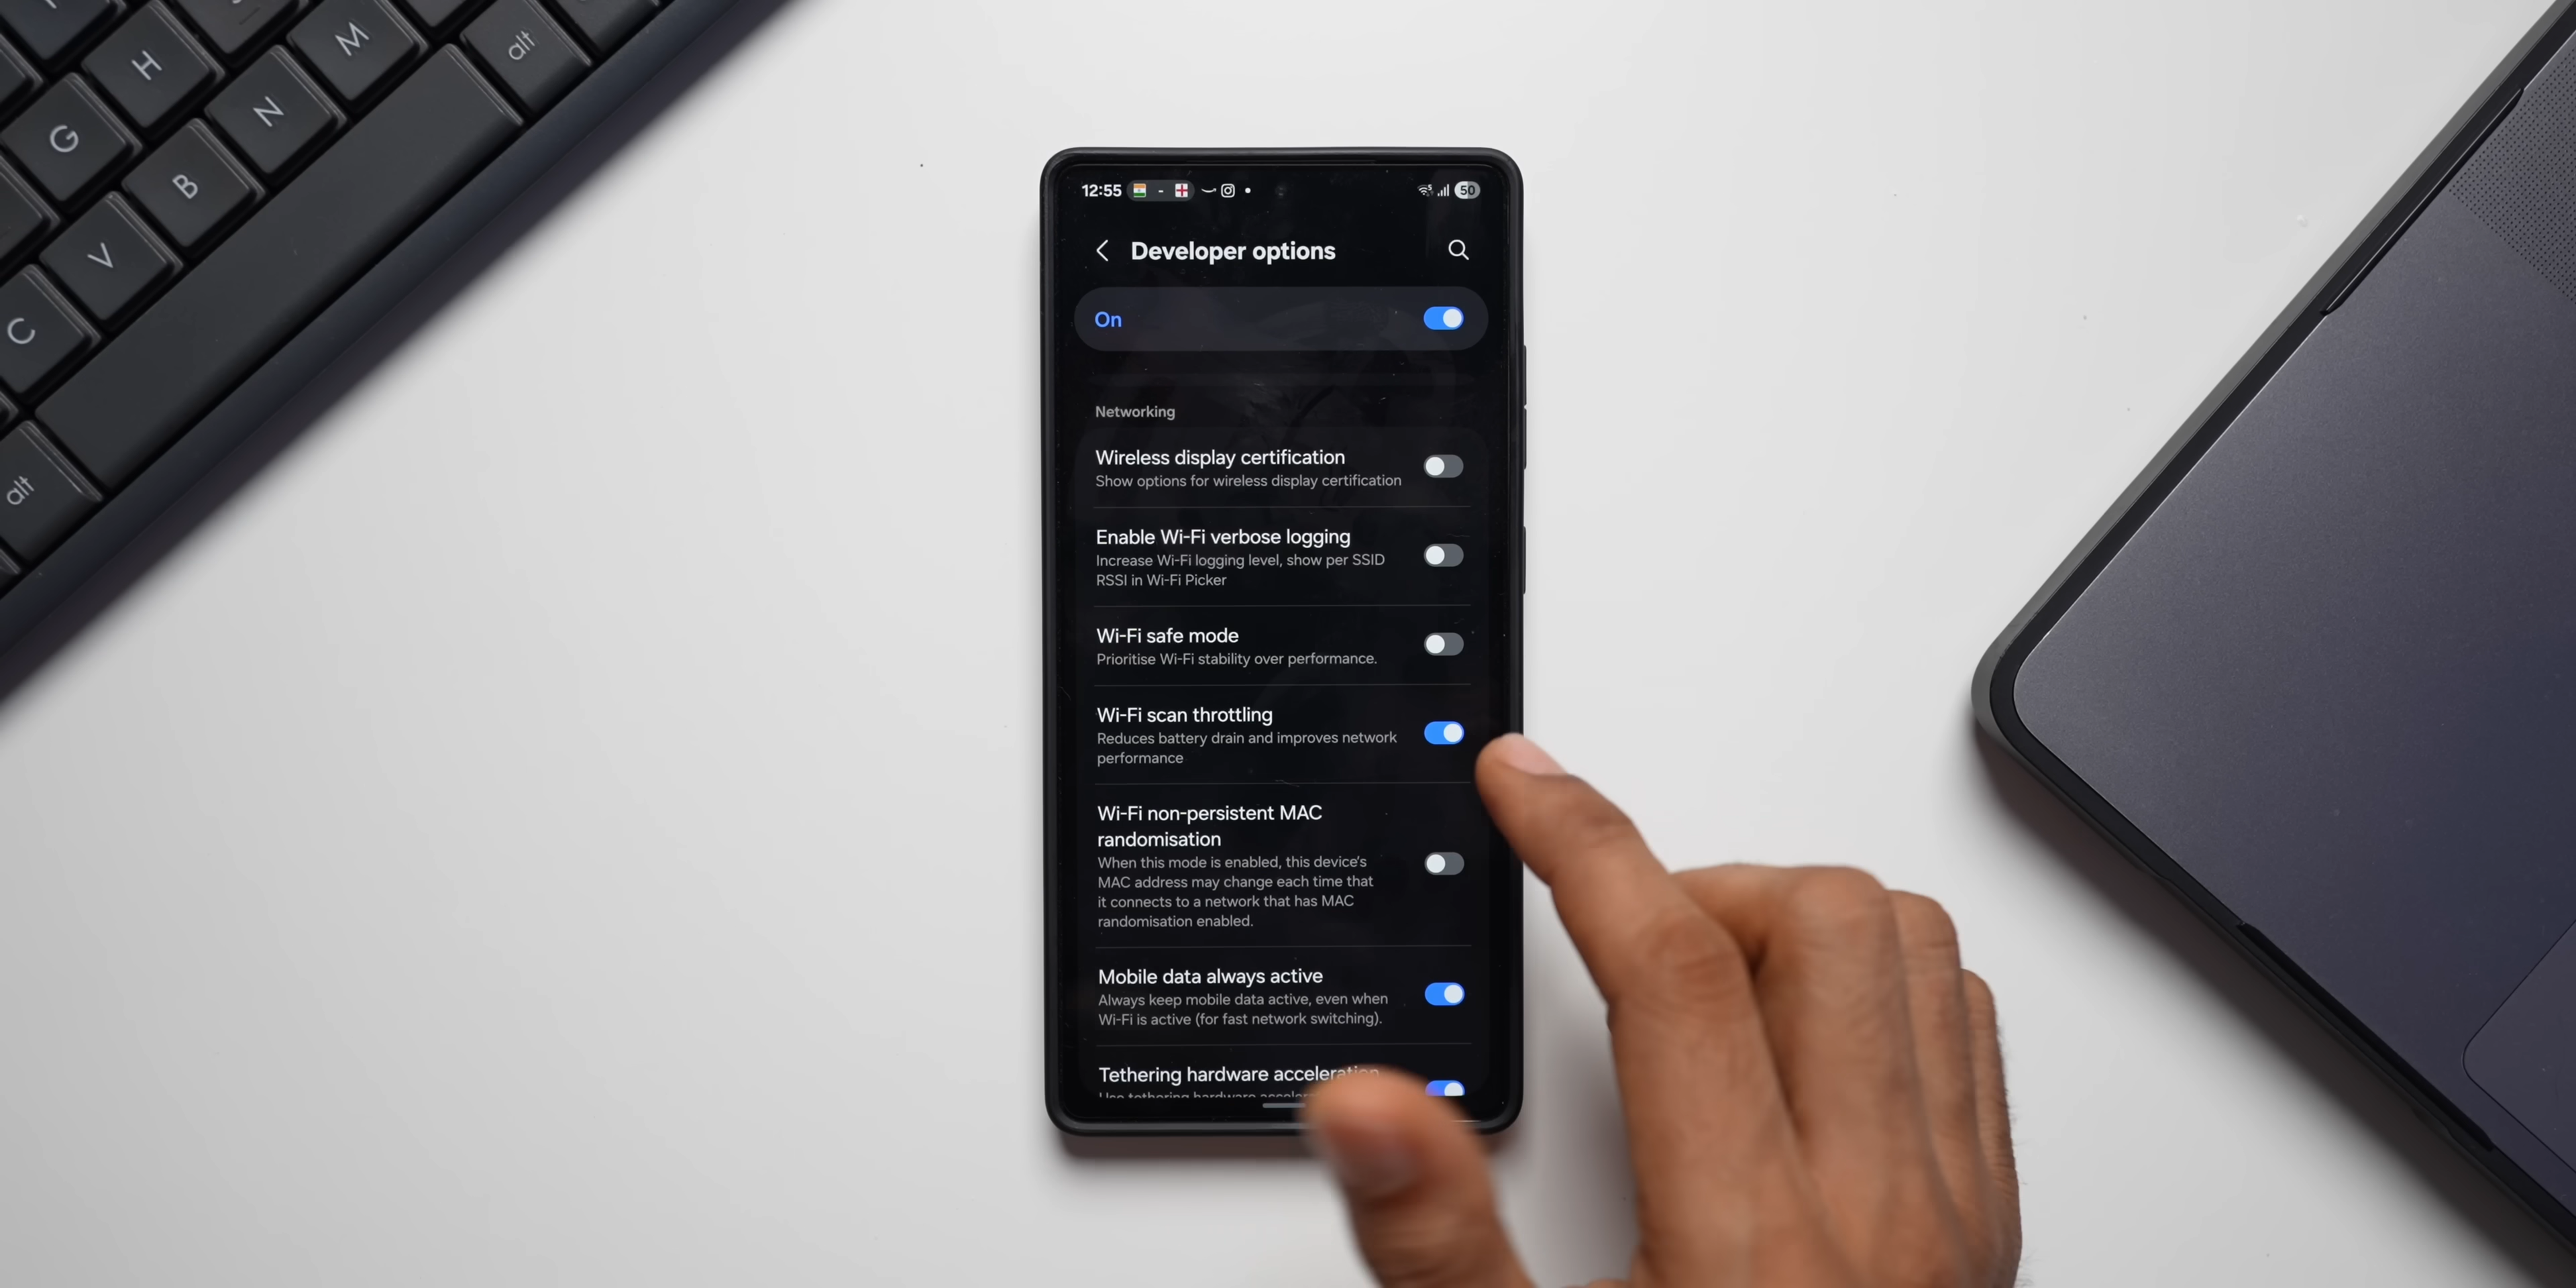 H
M
alt
G
N
B
V
C
alt
12:55
-
50
Developer options
On
Networking
Wireless display certification
Show options for wireless display certification
Enable Wi-Fi verbose logging
Increase Wi-Fi logging level, show per SSID
RSSI in Wi-Fi Picker
Wi-Fi safe mode
Prioritise Wi-Fi stability over performance.
Wi-Fi scan throttling
Reduces battery drain and improves network
performance
Wi-Fi non-persistent MAC
randomisation
When this mode is enabled, this device's
MAC address may change each time that
it connects to a network that has MAC
randomisation enabled.
Mobile data always active
Always keep mobile data active, even when
Wi-Fi is active (for fast network switching).
Tethering hardware acceleration